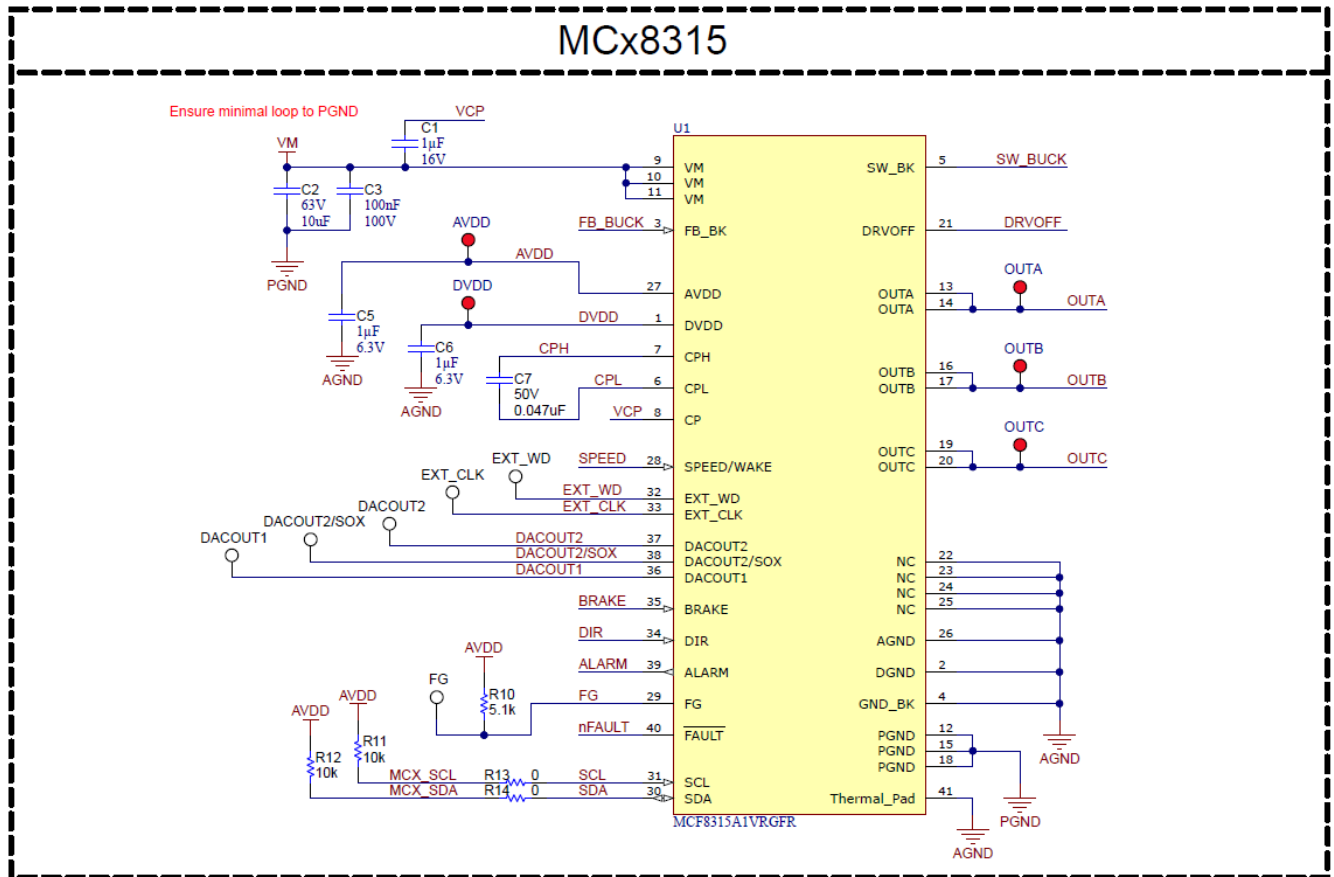 MCx8315
Ensure minimal loop to PGND
VCP
C1
1µF
16V
VM
C2
63V
10uF
C3
100nF
100V
PGND
U1
9 VM
10 VM
11 VM
FB_BUCK 3 FB_BK
AVDD
AVDD
27 AVDD
DVDD
DVDD 1 DVDD
C5
1µF
6.3V
AGND
C6
1µF
6.3V
AGND
CPH 7 CPH
C7
50V
0.047uF
CPL 6 CPL
VCP 8 CP
SPEED 28 SPEED/WAKE
EXT_WD
EXT_CLK
EXT_WD 32 EXT_WD
EXT_CLK 33 EXT_CLK
DACOUT2
DACOUT2/SOX
DACOUT1
DACOUT2 37 DACOUT2
DACOUT2/SOX 38 DACOUT2/SOX
DACOUT1 36 DACOUT1
BRAKE 35 BRAKE
DIR 34 DIR
ALARM 39 ALARM
AVDD
R10
5.1k
FG
FG 29 FG
nFAULT 40 FAULT
AVDD
R11
10k
AVDD
R12
10k
MCX_SCL R13 0 SCL 31 SCL
MCX_SDA R14 0 SDA 30 SDA
MCF8315A1VRGFR
SW_BK 5 SW_BUCK
DRVOFF 21 DRVOFF
OUTA
OUTA 13
OUTA 14 OUTA
OUTB
OUTB 16
OUTB 17 OUTB
OUTC
OUTC 19
OUTC 20 OUTC
NC 22
NC 23
NC 24
NC 25
AGND 26
DGND 2
GND_BK 4
AGND
PGND 12
PGND 15
PGND 18
PGND
Thermal_Pad 41
AGND